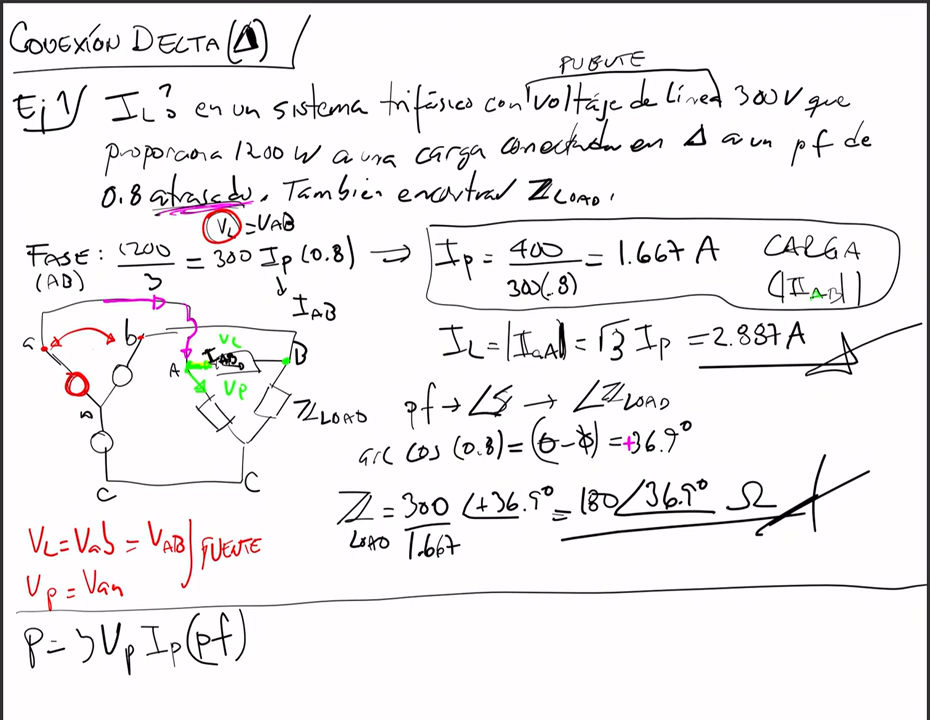 CONEXIÓN DELTA (Δ)
FUENTE
Ej 1/ IL? en un sistema trifásico con voltaje de línea 300V que
proporciona 1200 W a una carga conectada en Δ a un pf de
0.8 atrasado. También encontrar ZLOAD.
VL = VAB
FASE: 1200/3 = 300 Ip (0.8) ⇒ Ip = 400/300(.8) = 1.667 A CARGA
(AB) |IAB|
IAB
IL = |IaA| = √3 Ip = 2.887 A
a b A B
VL
IAB
Vp
n
ZLOAD
c C
pf → ∠S → ∠ZLOAD
arc cos (0.8) = (θ-ϕ) = +36.9°
ZLOAD = 300/1.667 ∠+36.9° = 180 ∠36.9° Ω
VL = Vab = VAB FUENTE
Vp = Van
P = 3 Vp Ip (pf)